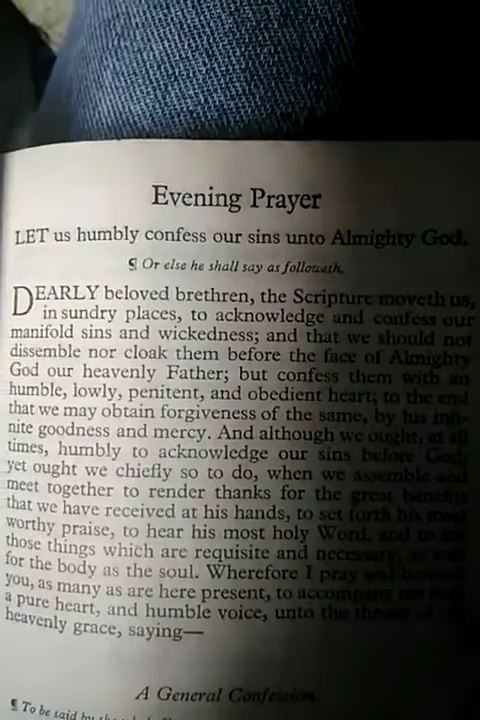 Evening Prayer
LET us humbly confess our sins unto Almighty God.
¶ Or else he shall say as followeth.
DEARLY beloved brethren, the Scripture moveth us,
in sundry places, to acknowledge and confess our
manifold sins and wickedness; and that we should not
dissemble nor cloak them before the face of Almighty
God our heavenly Father; but confess them with an
humble, lowly, penitent, and obedient heart; to the end
that we may obtain forgiveness of the same, by his infi-
nite goodness and mercy. And although we ought, at all
times, humbly to acknowledge our sins before God;
yet ought we chiefly so to do, when we assemble and
meet together to render thanks for the great benefits
that we have received at his hands, to set forth his most
worthy praise, to hear his most holy Word, and to
those things which are requisite and necessary, as well
for the body as the soul. Wherefore I pray and beseech
you, as many as are here present, to accompany me with
a pure heart, and humble voice, unto the throne of the
heavenly grace, saying—
A General Confession.
¶ To be said by the